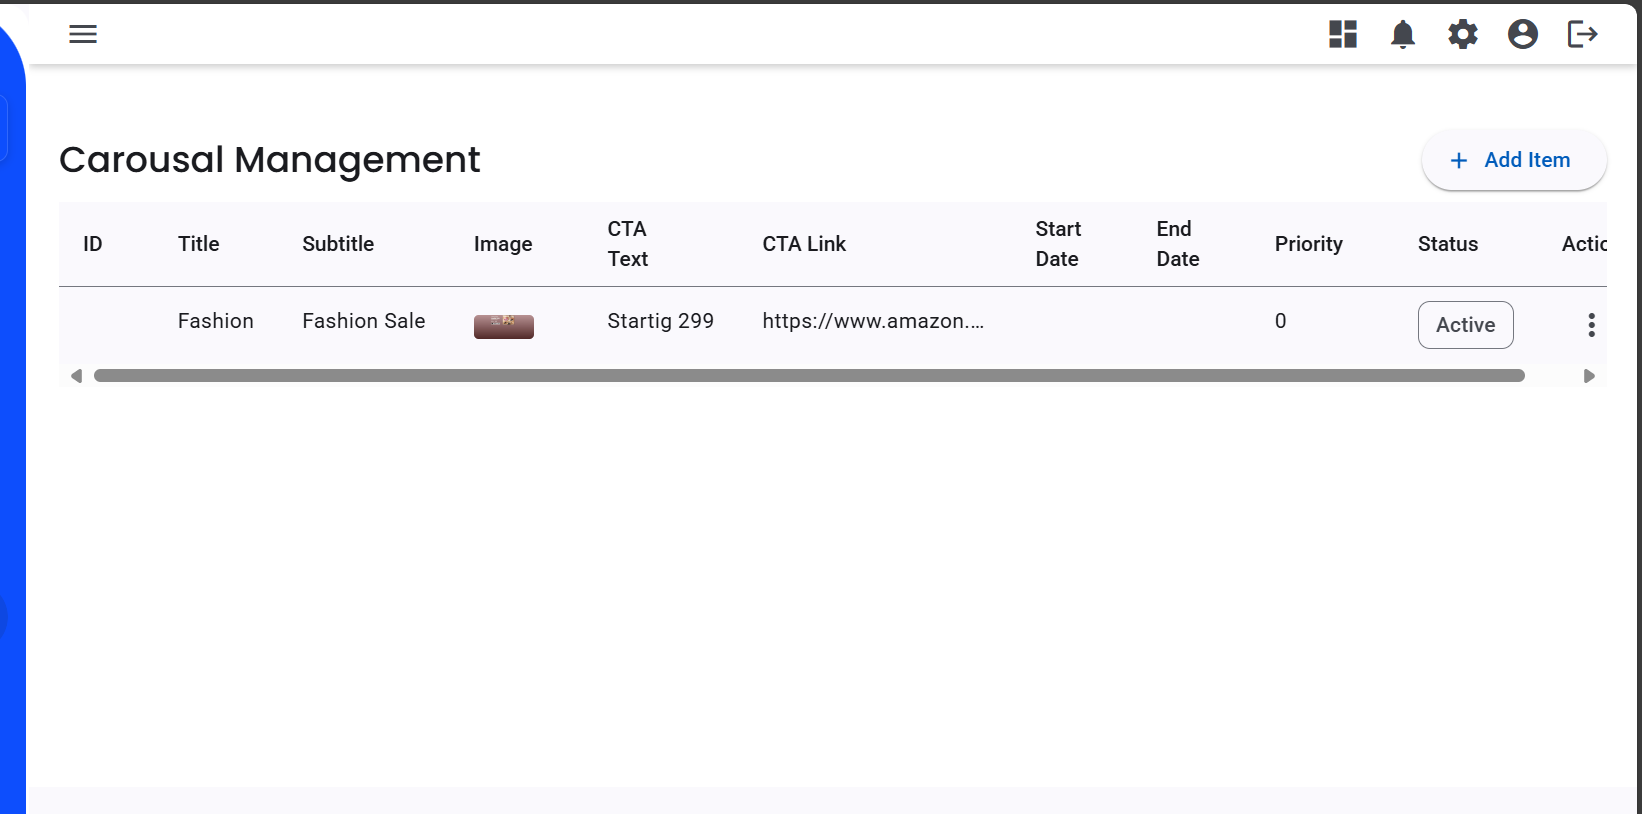 Carousal Management
+ Add Item
ID Title Subtitle Image CTA Text CTA Link Start Date End Date Priority Status Actic
Fashion Fashion Sale Startig 299 https://www.amazon.... 0 Active